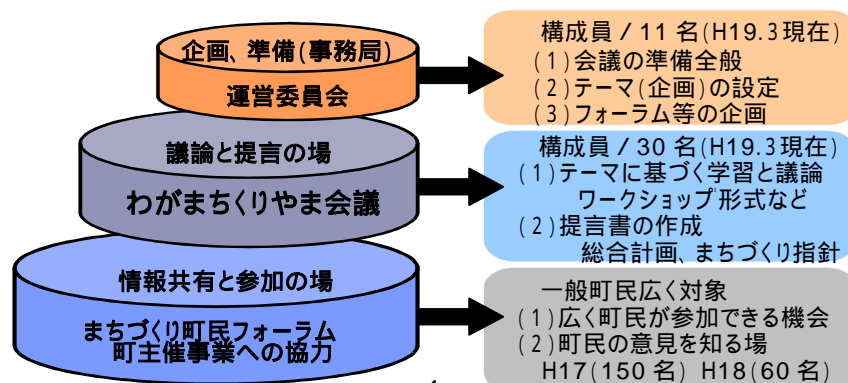 企画、準備(事務局)
運営委員会
構成員/11名(H19.3現在)
(1)会議の準備全般
(2)テーマ(企画)の設定
(3)フォーラム等の企画
議論と提言の場
わがまちくりやま会議
構成員/30名(H19.3現在)
(1)テーマに基づく学習と議論
ワークショップ形式など
(2)提言書の作成
総合計画、まちづくり指針
情報共有と参加の場
まちづくり町民フォーラム
町主催事業への協力
一般町民広く対象
(1)広く町民が参加できる機会
(2)町民の意見を知る場
H17(150名) H18(60名)